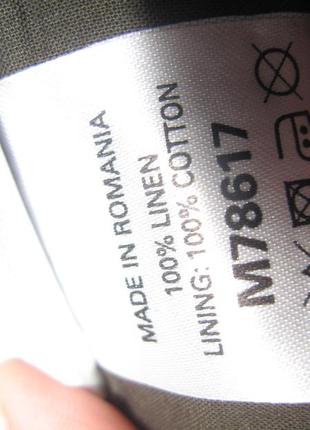 MADE IN ROMANIA
100% LINEN
LINING: 100% COTTON
M78617